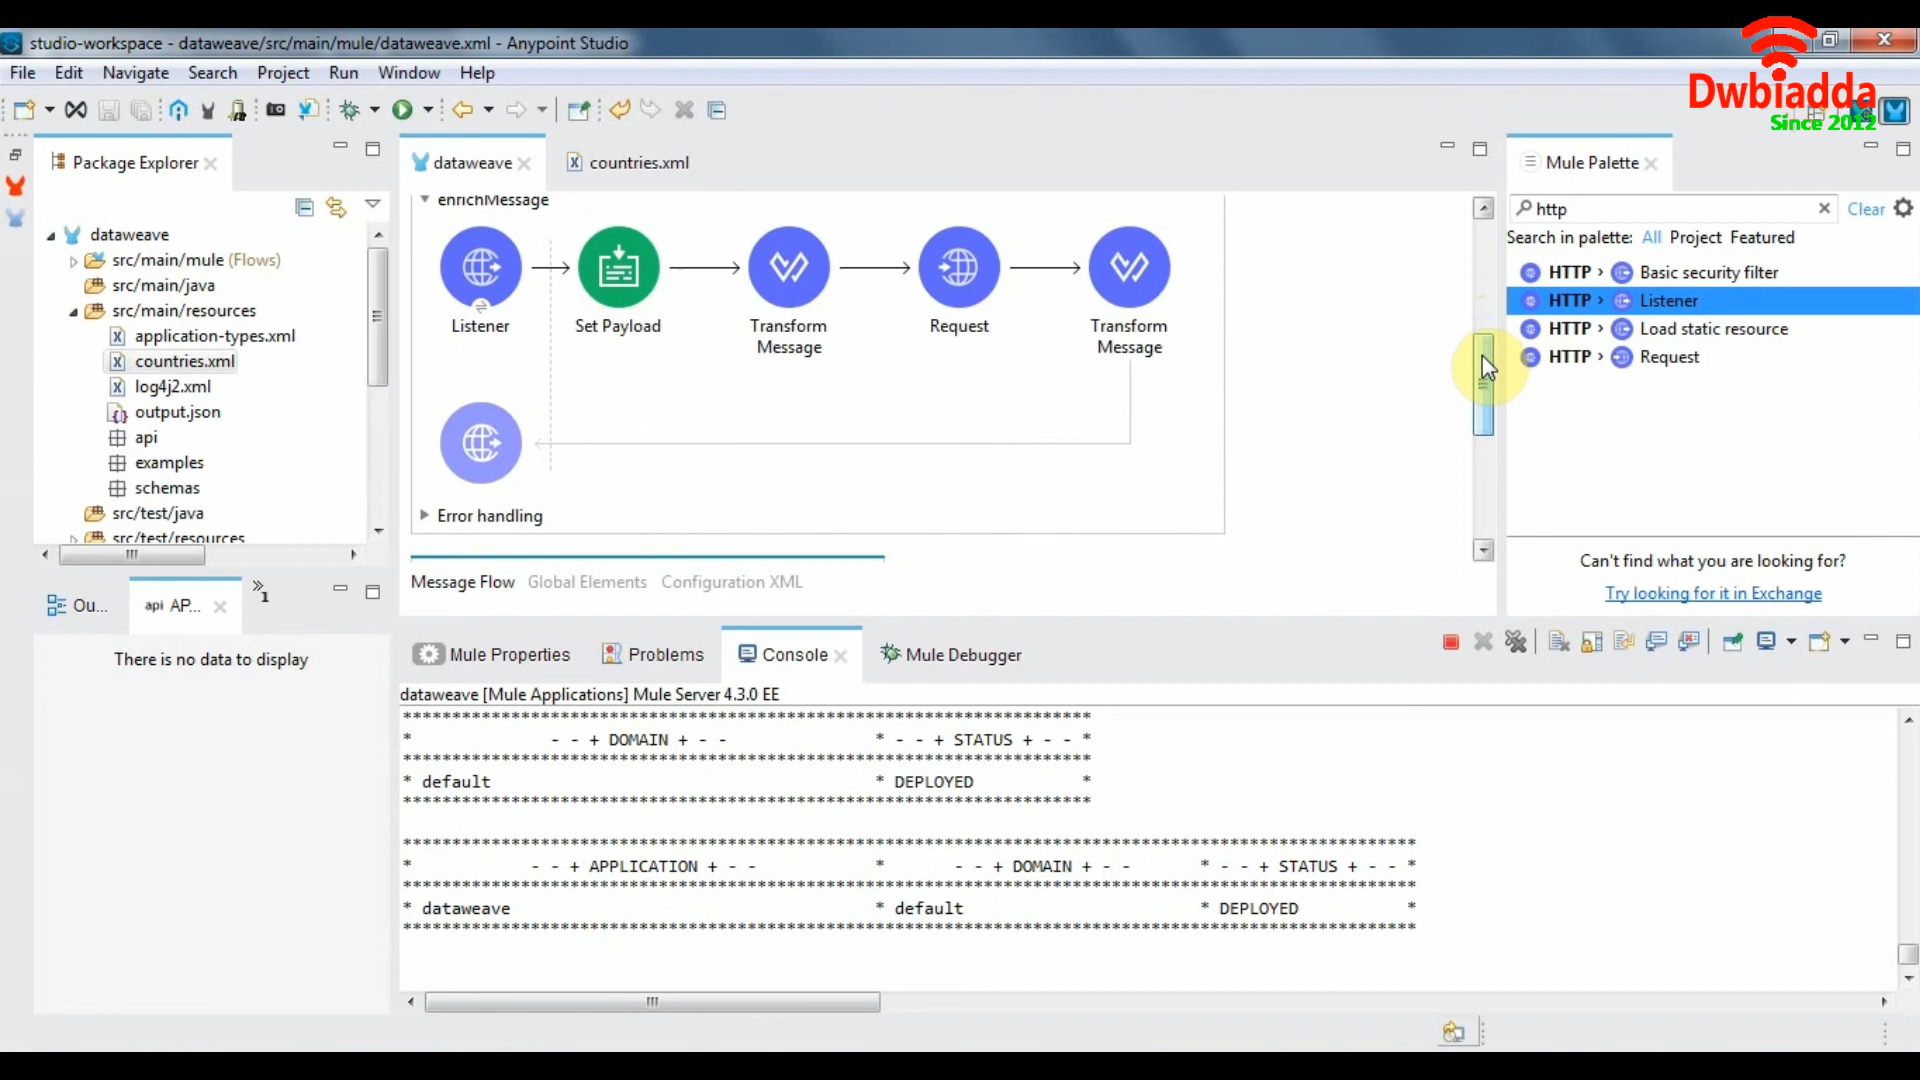 studio-workspace - dataweave/src/main/mule/dataweave.xml - Anypoint Studio
Dwbiadda
Since 2012
File Edit Navigate Search Project Run Window Help
Package Explorer
dataweave
src/main/mule (Flows)
src/main/java
src/main/resources
application-types.xml
countries.xml
log4j2.xml
output.json
api
examples
schemas
src/test/java
src/test/resources
Ou...
api AP...
1
There is no data to display
dataweave
countries.xml
enrichMessage
Listener
Set Payload
Transform
Message
Request
Transform
Message
Error handling
Message Flow Global Elements Configuration XML
Mule Palette
http
Clear
Search in palette: All Project Featured
HTTP › Basic security filter
HTTP › Listener
HTTP › Load static resource
HTTP › Request
Can't find what you are looking for?
Try looking for it in Exchange
Mule Properties Problems Console Mule Debugger
dataweave [Mule Applications] Mule Server 4.3.0 EE
* - - + DOMAIN + - - * - - + STATUS + - - *
* default * DEPLOYED *
* - - + APPLICATION + - - * - - + DOMAIN + - - * - - + STATUS + - - *
* dataweave * default * DEPLOYED *